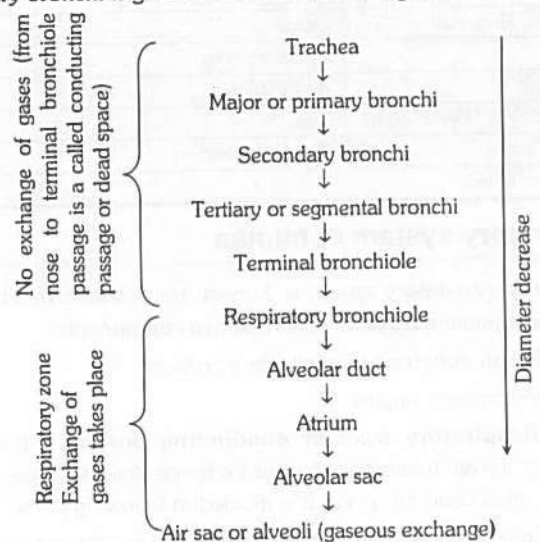 No exchange of gases (from
nose to terminal bronchiole
passage is a called conducting
passage or dead space)
Trachea
↓
Major or primary bronchi
↓
Secondary bronchi
↓
Tertiary or segmental bronchi
↓
Terminal bronchiole
↓
Respiratory zone
Exchange of
gases takes place
Respiratory bronchiole
↓
Alveolar duct
↓
Atrium
↓
Alveolar sac
↓
Air sac or alveoli (gaseous exchange)
Diameter decrease